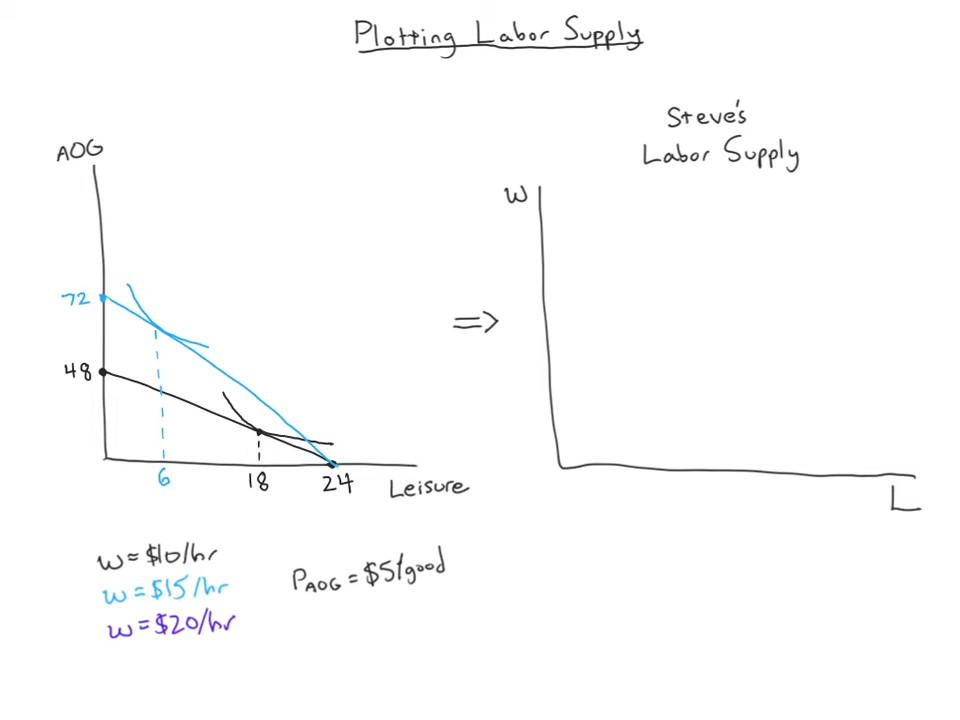 Plotting Labor Supply
Steve's
Labor Supply
AOG
72
48
6
18
24
Leisure
=>
W
L
w = $10/hr
w = $15/hr
w = $20/hr
P_AOG = $5/good